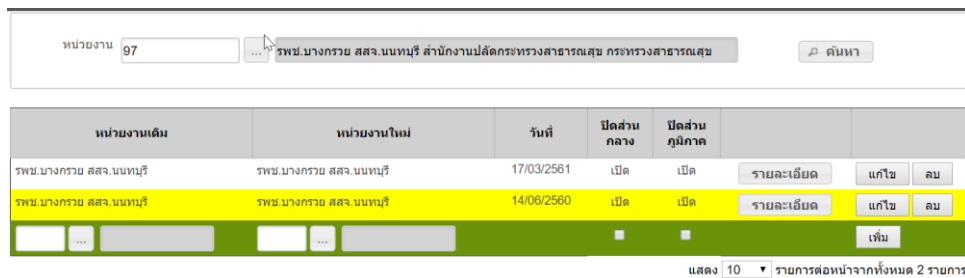 หน่วยงาน 97 ... รพช.บางกรวย สสจ.นนทบุรี สำนักงานปลัดกระทรวงสาธารณสุข กระทรวงสาธารณสุข ค้นหา
หน่วยงานเดิม หน่วยงานใหม่ วันที่ ปิดส่วนกลาง ปิดส่วนภูมิภาค
รพช.บางกรวย สสจ.นนทบุรี รพช.บางกรวย สสจ.นนทบุรี 17/03/2561 เปิด เปิด รายละเอียด แก้ไข ลบ
รพช.บางกรวย สสจ.นนทบุรี รพช.บางกรวย สสจ.นนทบุรี 14/06/2560 เปิด เปิด รายละเอียด แก้ไข ลบ
... ... เพิ่ม
แสดง 10 รายการต่อหน้าจากทั้งหมด 2 รายการ